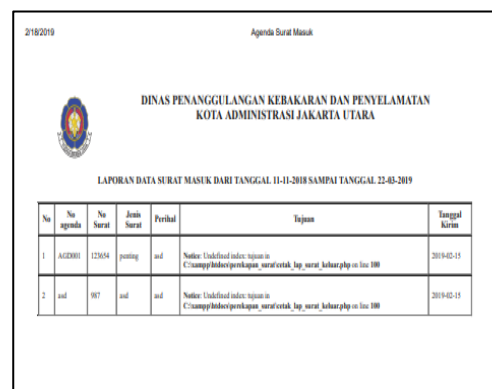 2/18/2019 Agenda Surat Masuk
DINAS PENANGGULANGAN KEBAKARAN DAN PENYELAMATAN
KOTA ADMINISTRASI JAKARTA UTARA
LAPORAN DATA SURAT MASUK DARI TANGGAL 11-11-2018 SAMPAI TANGGAL 22-03-2019
No No agenda No Surat Jenis Surat Perihal Tujuan Tanggal Kirim
1 AGD001 123654 penting asd Notice: Undefined index: tujuan in 2019-02-15
C:\xampp\htdocs\perekapan_surat\cetak_lap_surat_keluar.php on line 100
2 asd 987 asd asd Notice: Undefined index: tujuan in 2019-02-15
C:\xampp\htdocs\perekapan_surat\cetak_lap_surat_keluar.php on line 100